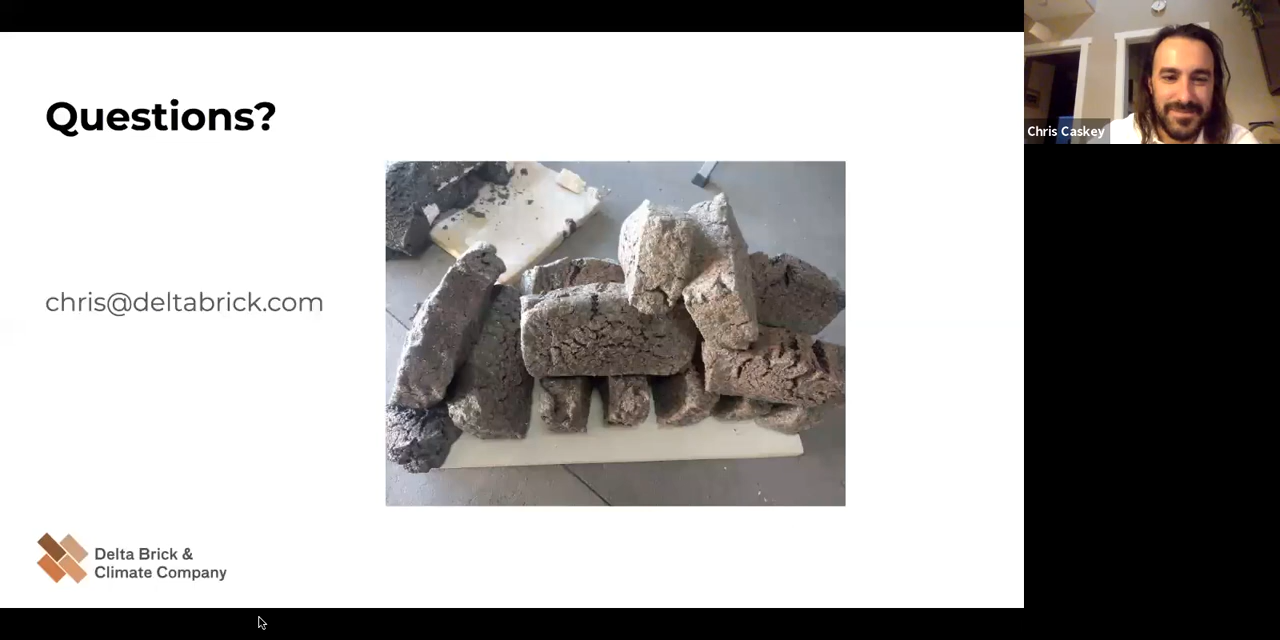 Questions?
chris@deltabrick.com
Delta Brick &
Climate Company
Chris Caskey